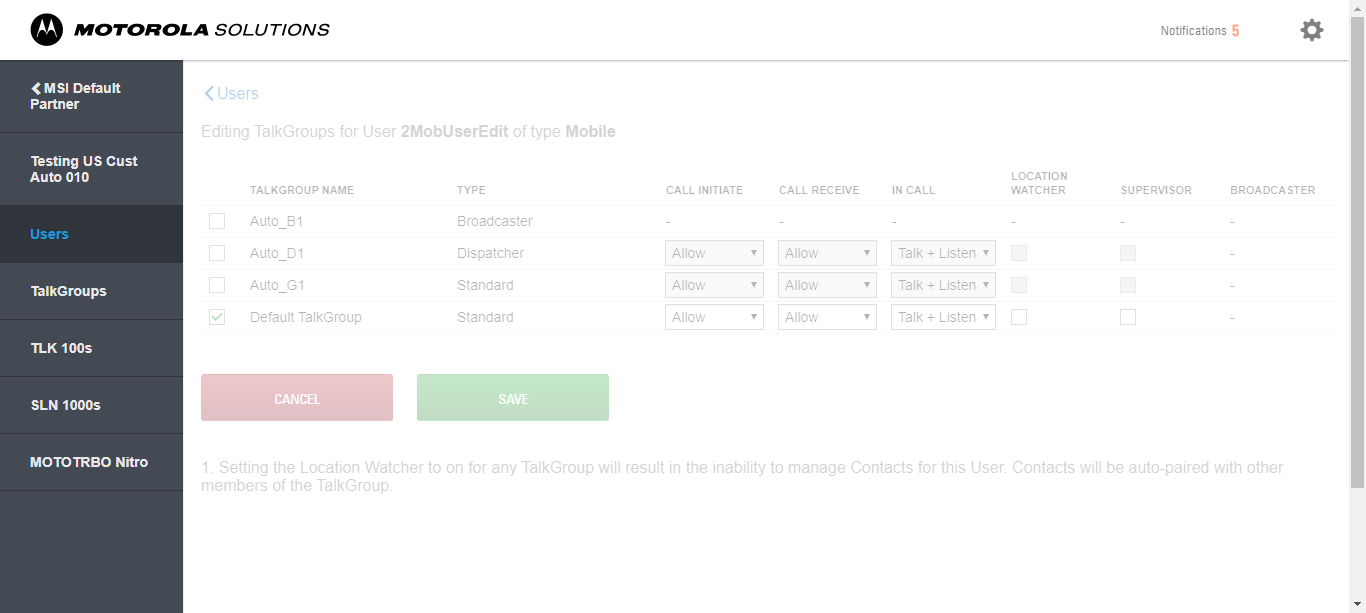 MOTOROLA SOLUTIONS
Notifications 5
MSI Default
Partner
Testing US Cust
Auto 010
Users
TalkGroups
TLK 100s
SLN 1000s
MOTOTRBO Nitro
Users
Editing TalkGroups for User 2MobUserEdit of type Mobile
TALKGROUP NAME TYPE CALL INITIATE CALL RECEIVE IN CALL LOCATION WATCHER SUPERVISOR BROADCASTER
Auto_B1 Broadcaster - - - - - -
Auto_D1 Dispatcher Allow Allow Talk + Listen -
Auto_G1 Standard Allow Allow Talk + Listen -
Default TalkGroup Standard Allow Allow Talk + Listen -
CANCEL SAVE
1. Setting the Location Watcher to on for any TalkGroup will result in the inability to manage Contacts for this User. Contacts will be auto-paired with other
members of the TalkGroup.